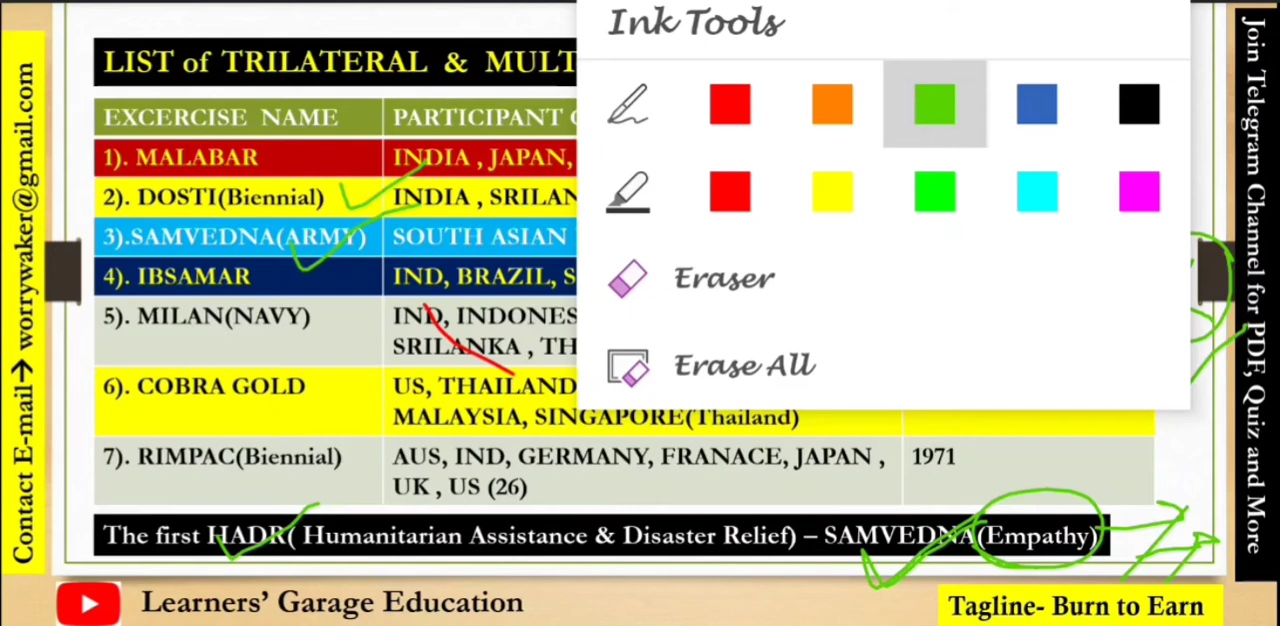 Ink Tools
LIST of TRILATERAL & MULT
EXCERCISE NAME PARTICIPANT
1). MALABAR INDIA , JAPAN,
2). DOSTI(Biennial) INDIA , SRILAN
3).SAMVEDNA(ARMY) SOUTH ASIAN
4). IBSAMAR IND, BRAZIL, S
Eraser
5). MILAN(NAVY) IND, INDONES
SRILANKA , TH
Erase All
6). COBRA GOLD US, THAILAND
MALAYSIA, SINGAPORE(Thailand)
7). RIMPAC(Biennial) AUS, IND, GERMANY, FRANACE, JAPAN , 1971
UK , US (26)
The first HADR( Humanitarian Assistance & Disaster Relief) – SAMVEDNA(Empathy)
Learners' Garage Education
Tagline- Burn to Earn
Contact E-mail→ worrywaker@gmail.com
Join Telegram Channel for PDF, Quiz and More